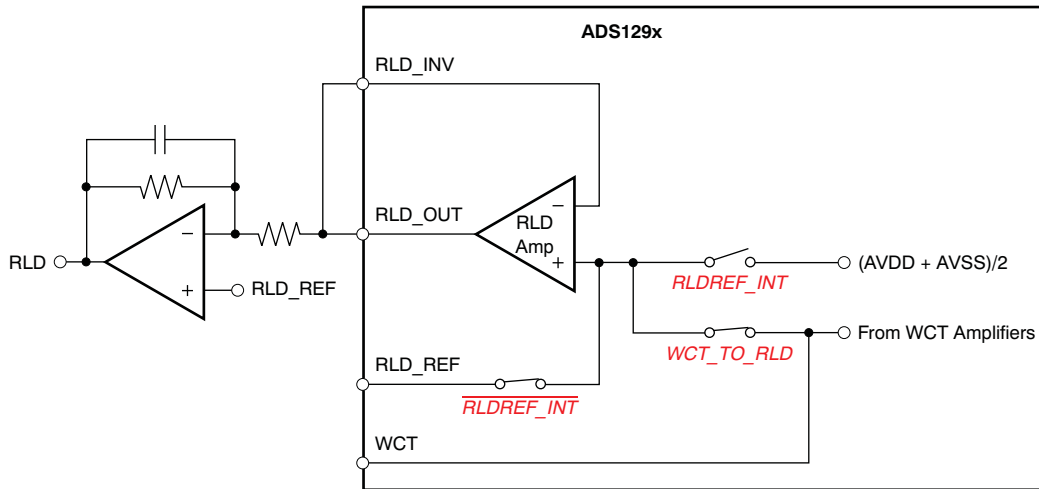 ADS129x
RLD_INV
RLD_OUT
RLD
Amp
−
+
RLD
−
+
RLD_REF
RLDREF_INT
(AVDD + AVSS)/2
WCT_TO_RLD
From WCT Amplifiers
RLD_REF
RLDREF_INT
WCT